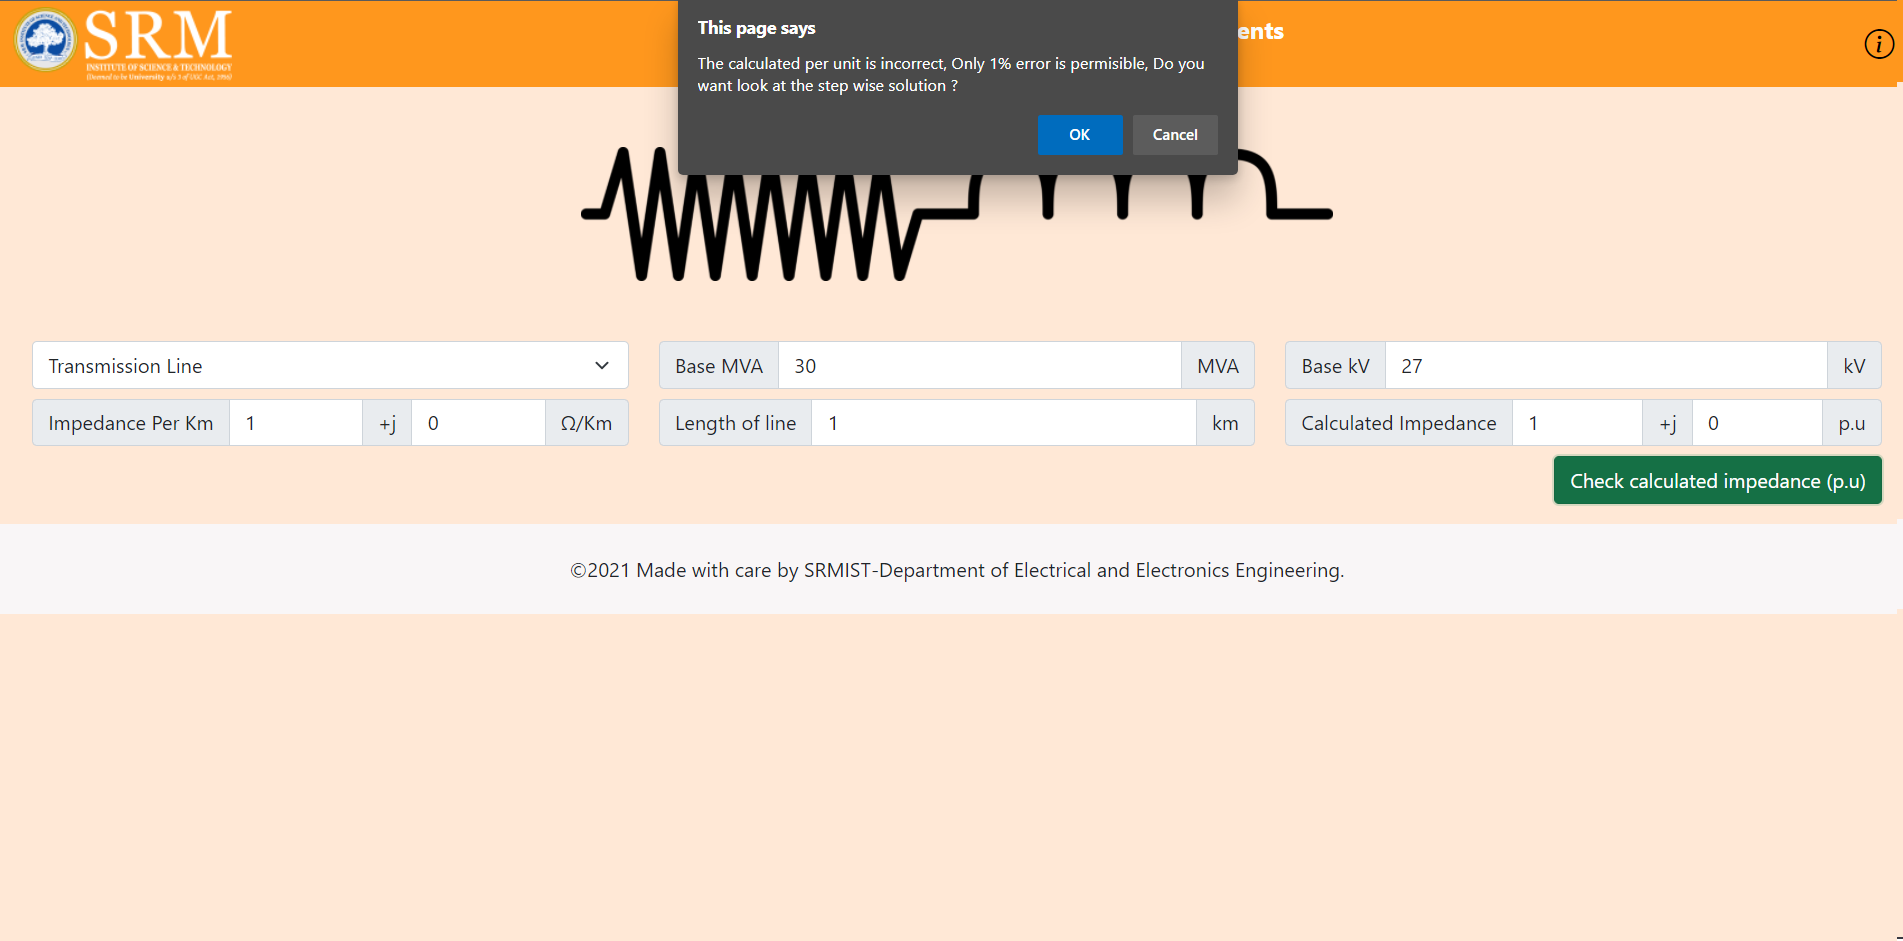 SRM
INSTITUTE OF SCIENCE & TECHNOLOGY
(Deemed to be University u/s 3 of UGC Act, 1956)
ents
i
This page says
The calculated per unit is incorrect, Only 1% error is permisible, Do you
want look at the step wise solution ?
OK
Cancel
Transmission Line
Base MVA 30 MVA
Base kV 27 kV
Impedance Per Km 1 +j 0 Ω/Km
Length of line 1 km
Calculated Impedance 1 +j 0 p.u
Check calculated impedance (p.u)
©2021 Made with care by SRMIST-Department of Electrical and Electronics Engineering.